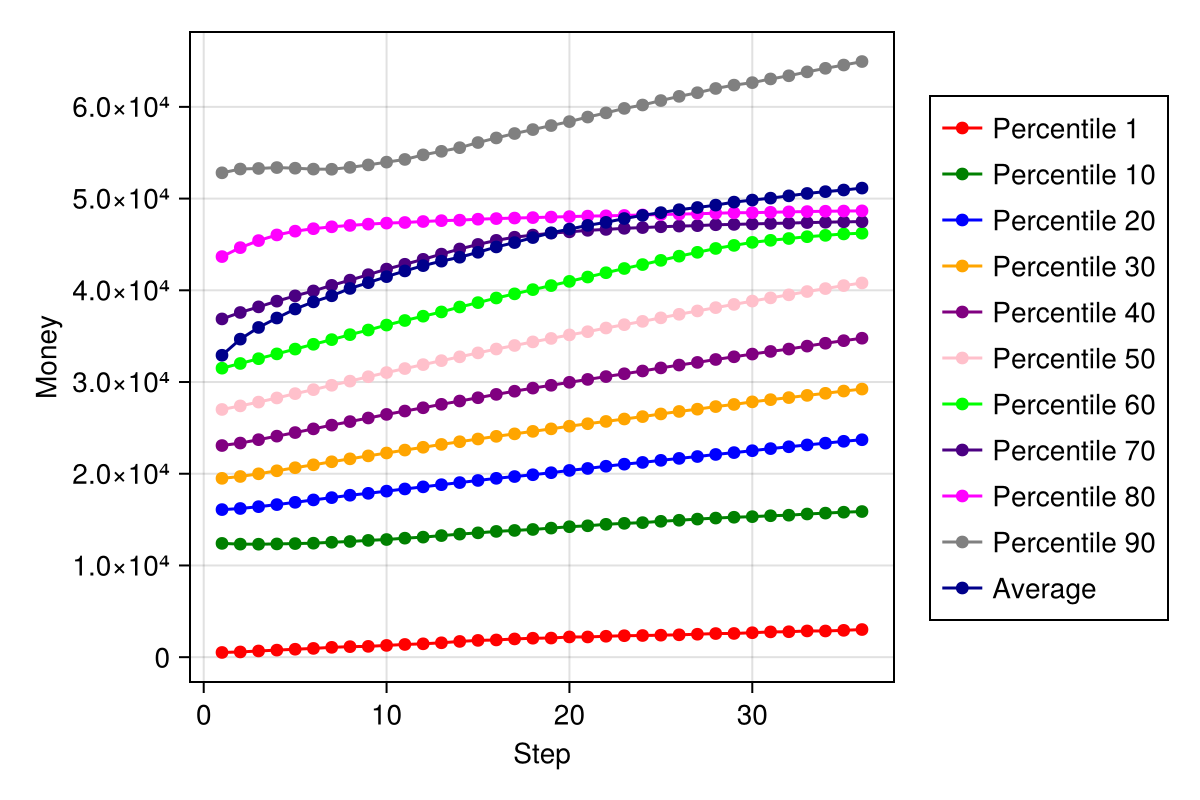 6.0×10⁴
5.0×10⁴
4.0×10⁴
3.0×10⁴
2.0×10⁴
1.0×10⁴
0
Money
0 10 20 30
Step
Percentile 1
Percentile 10
Percentile 20
Percentile 30
Percentile 40
Percentile 50
Percentile 60
Percentile 70
Percentile 80
Percentile 90
Average